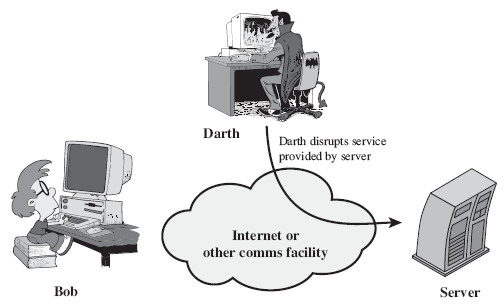 Darth
Darth disrupts service
provided by server
Internet or
other comms facility
Bob
Server